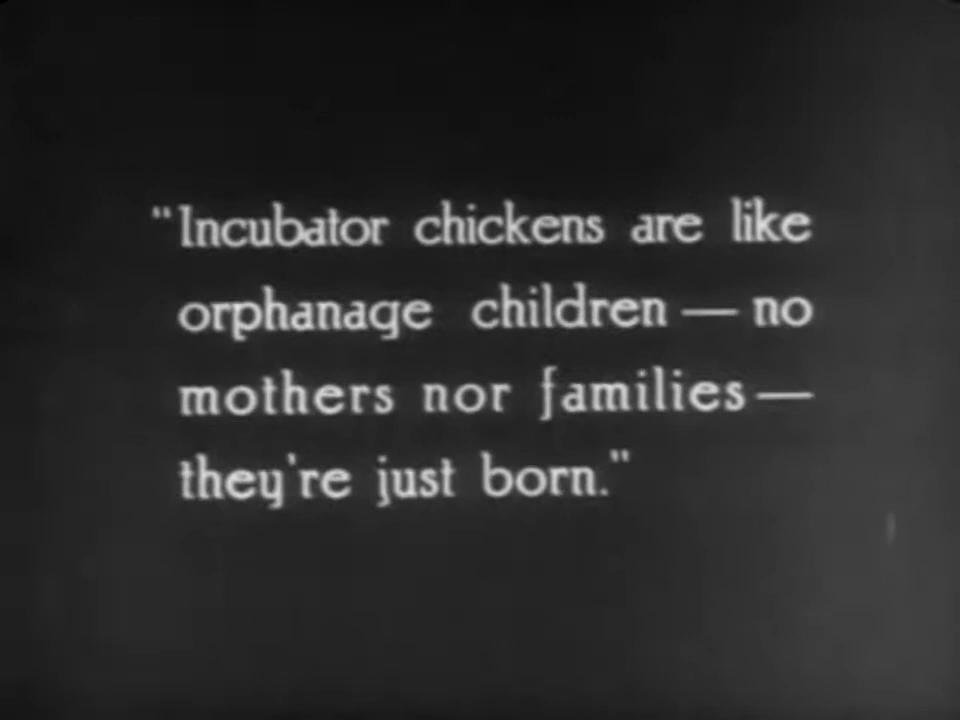 "Incubator chickens are like
orphanage children — no
mothers nor families —
they're just born."